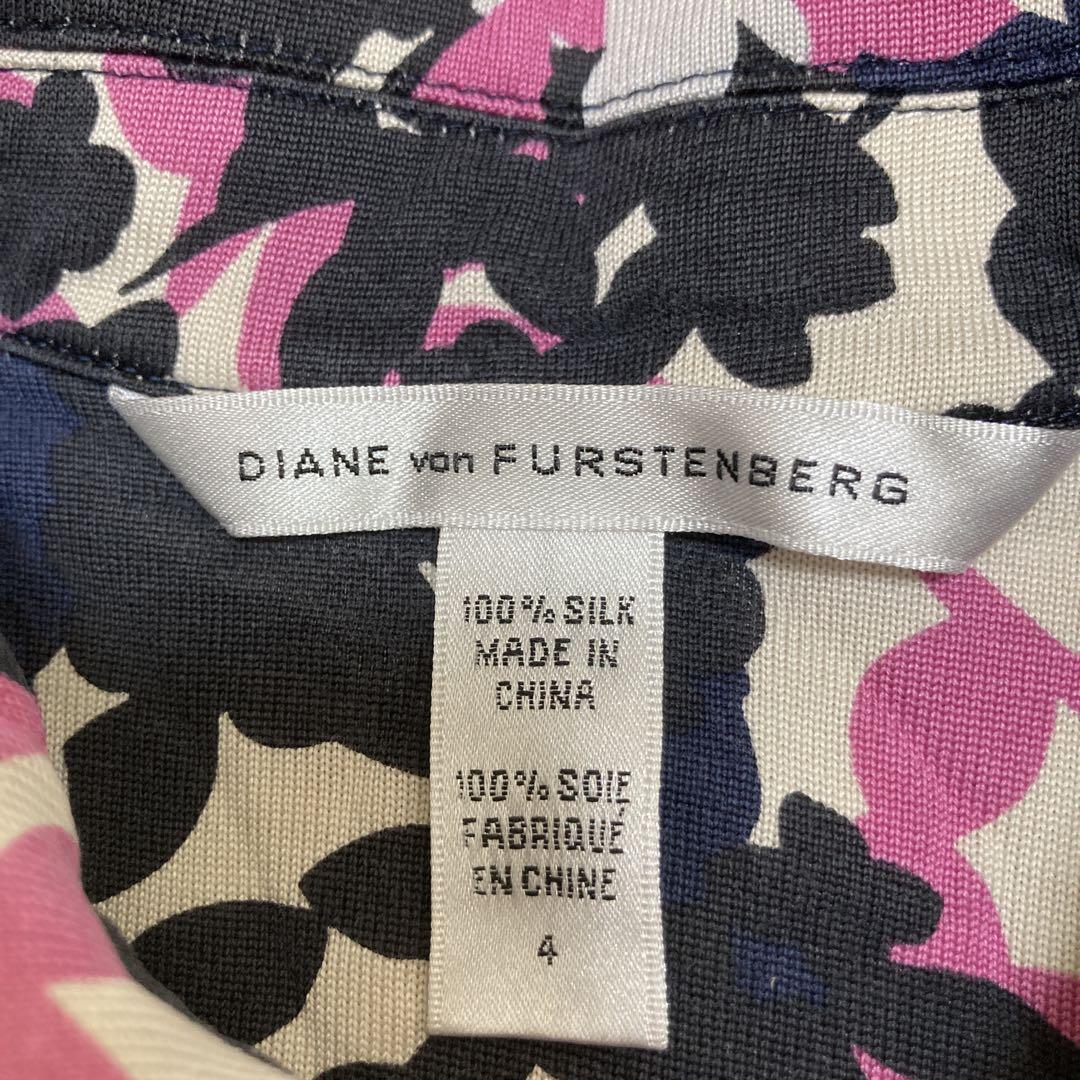 DIANE von FURSTENBERG
100% SILK
MADE IN
CHINA
100% SOIE
FABRIQUÉ
EN CHINE
4